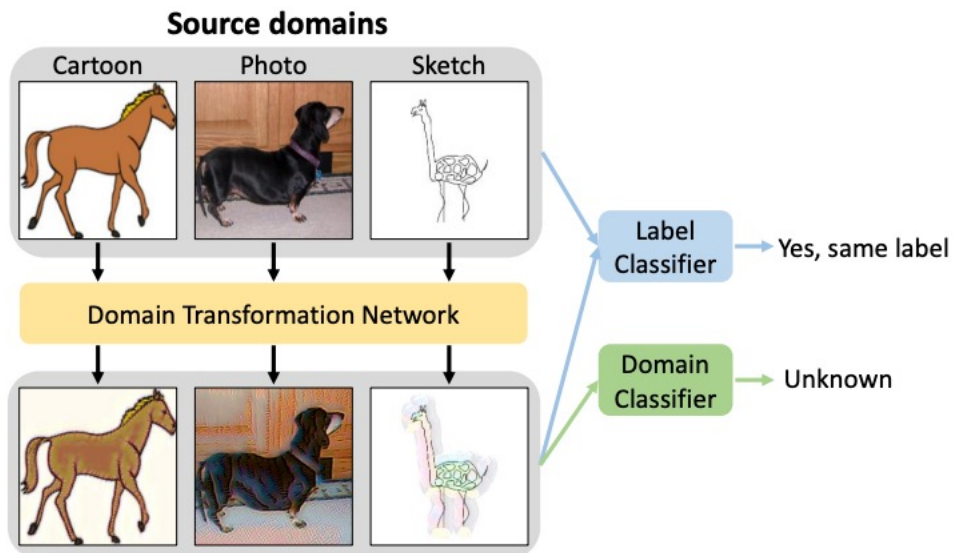 Source domains
Cartoon Photo Sketch
Label
Classifier
Yes, same label
Domain Transformation Network
Domain
Classifier
Unknown